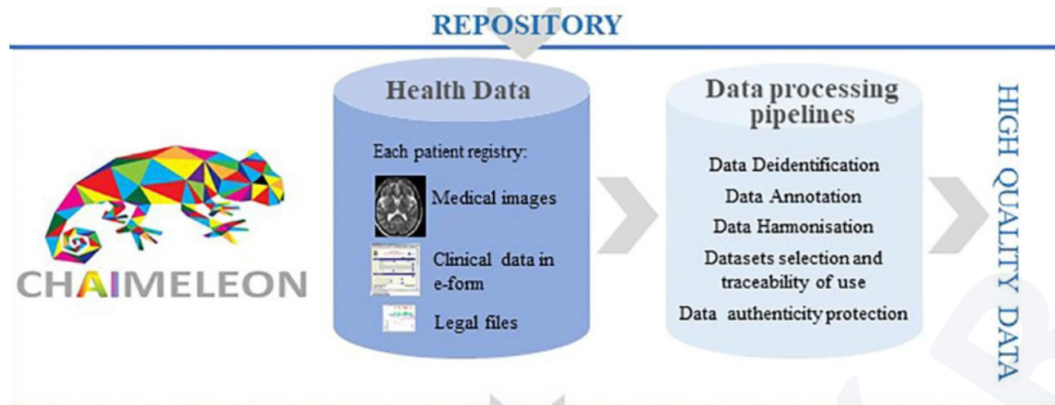 REPOSITORY
Health Data
Each patient registry:
Medical images
Clinical data in
e-form
Legal files
Data processing
pipelines
Data Deidentification
Data Annotation
Data Harmonisation
Datasets selection and
traceability of use
Data authenticity protection
HIGH QUALITY DATA
CHAIMELEON